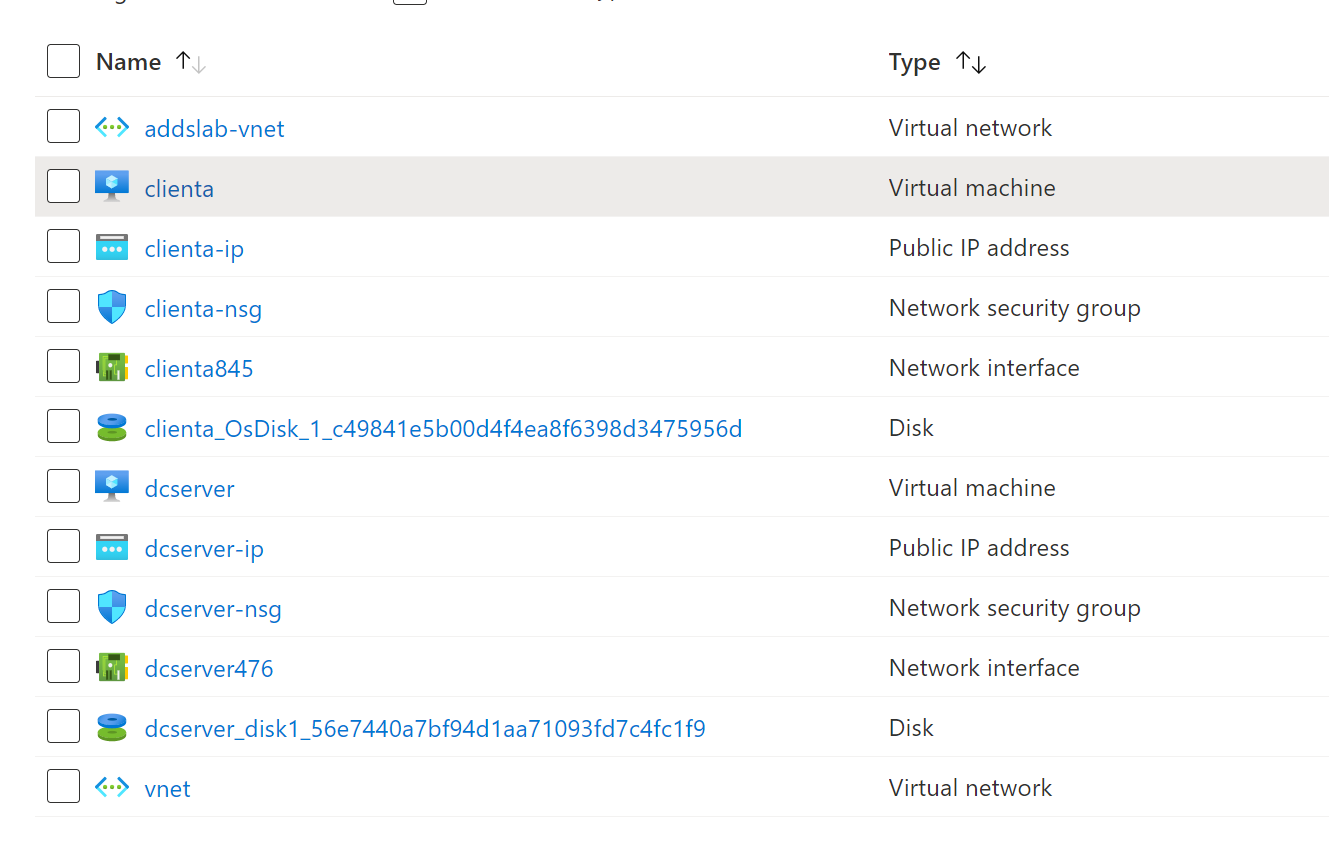 Name Type
addslab-vnet Virtual network
clienta Virtual machine
clienta-ip Public IP address
clienta-nsg Network security group
clienta845 Network interface
clienta_OsDisk_1_c49841e5b00d4f4ea8f6398d3475956d Disk
dcserver Virtual machine
dcserver-ip Public IP address
dcserver-nsg Network security group
dcserver476 Network interface
dcserver_disk1_56e7440a7bf94d1aa71093fd7c4fc1f9 Disk
vnet Virtual network